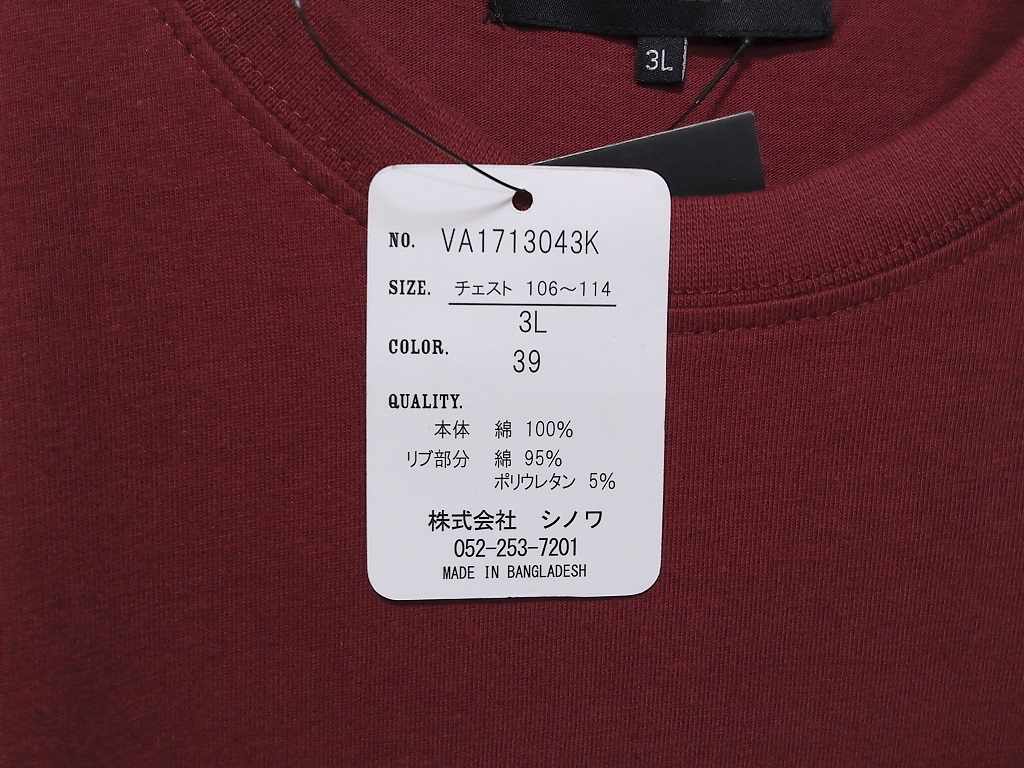 3L
NO. VA1713043K
SIZE. チェスト 106～114
3L
COLOR. 39
QUALITY.
本体 綿 100%
リブ部分 綿 95%
ポリウレタン 5%
株式会社 シノワ
052-253-7201
MADE IN BANGLADESH